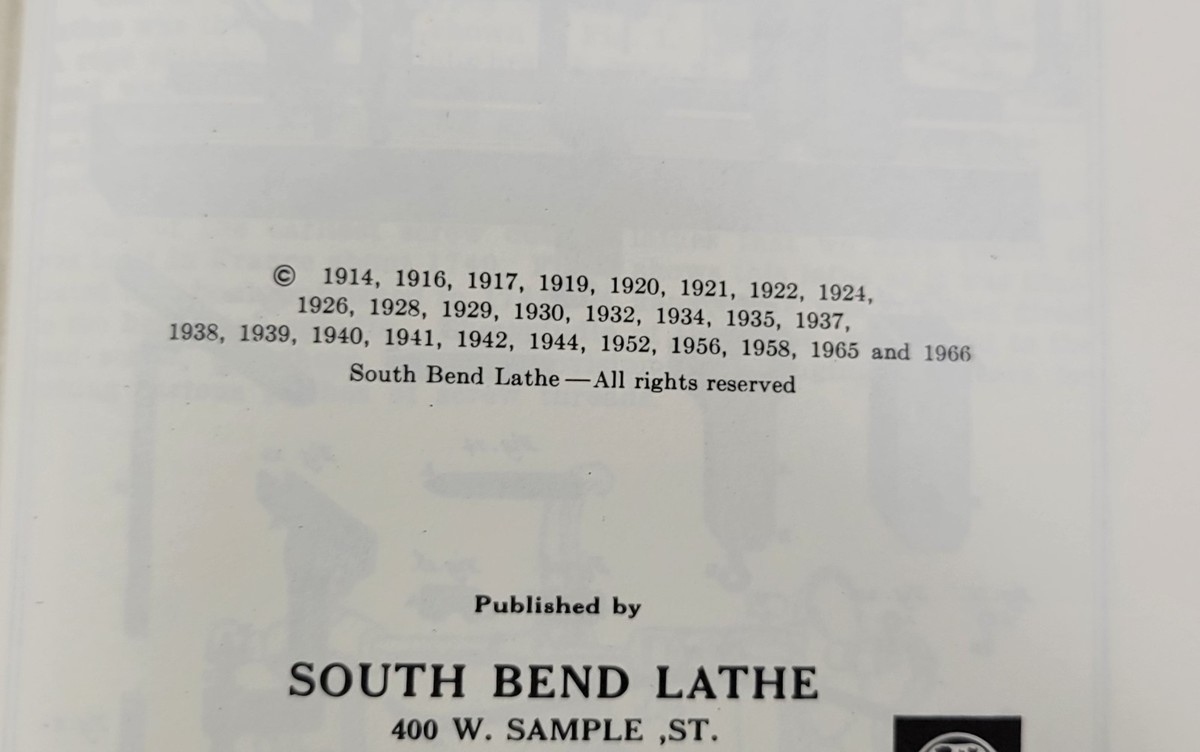 © 1914, 1916, 1917, 1919, 1920, 1921, 1922, 1924,
1926, 1928, 1929, 1930, 1932, 1934, 1935, 1937,
1938, 1939, 1940, 1941, 1942, 1944, 1952, 1956, 1958, 1965 and 1966
South Bend Lathe—All rights reserved
Published by
SOUTH BEND LATHE
400 W. SAMPLE ,ST.